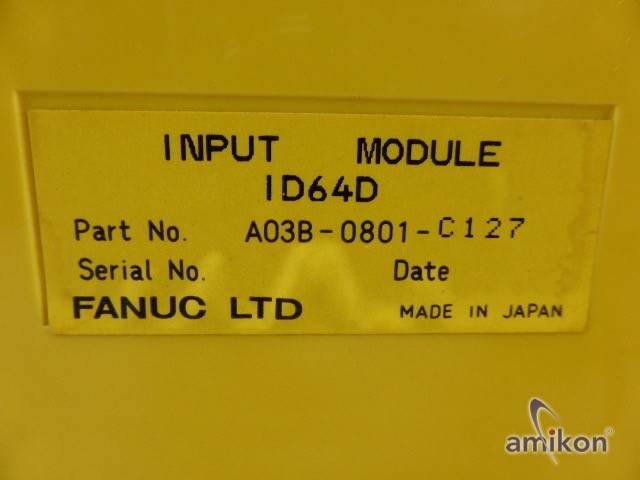 INPUT MODULE
ID64D
Part No. A03B-0801-C127
Serial No. Date
FANUC LTD MADE IN JAPAN
amikon®